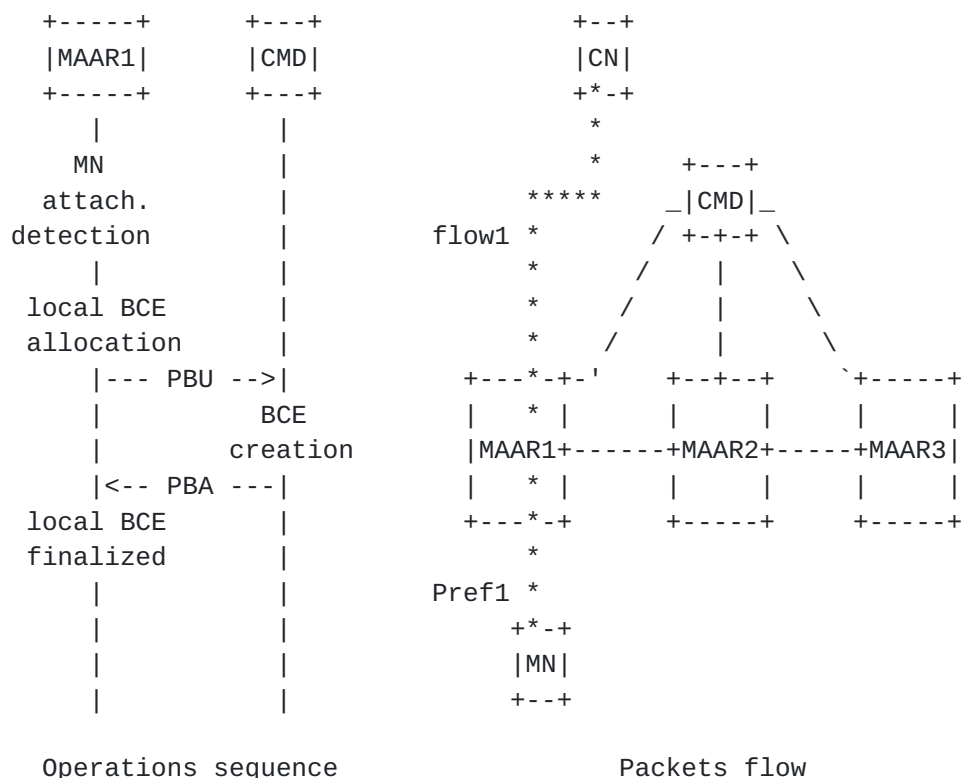 +-----+      +---+                +--+
  |MAAR1|      |CMD|                |CN|
  +-----+      +---+                +*-+
     |           |                   *
    MN           |                   *     +---+
  attach.        |               *****    _|CMD|_
detection        |         flow1 *       / +-+-+ \
     |           |               *      /    |    \
 local BCE       |               *     /     |     \
 allocation      |               *    /      |      \
     |--- PBU -->|           +---*-+-'    +--+--+    `+-----+
     |          BCE          |   * |      |     |     |     |
     |        creation       |MAAR1+------+MAAR2+-----+MAAR3|
     |<-- PBA ---|           |   * |      |     |     |     |
 local BCE       |           +---*-+      +-----+     +-----+
 finalized       |               *
     |           |         Pref1 *
     |           |              +*-+
     |           |              |MN|
     |           |              +--+

  Operations sequence                  Packets flow